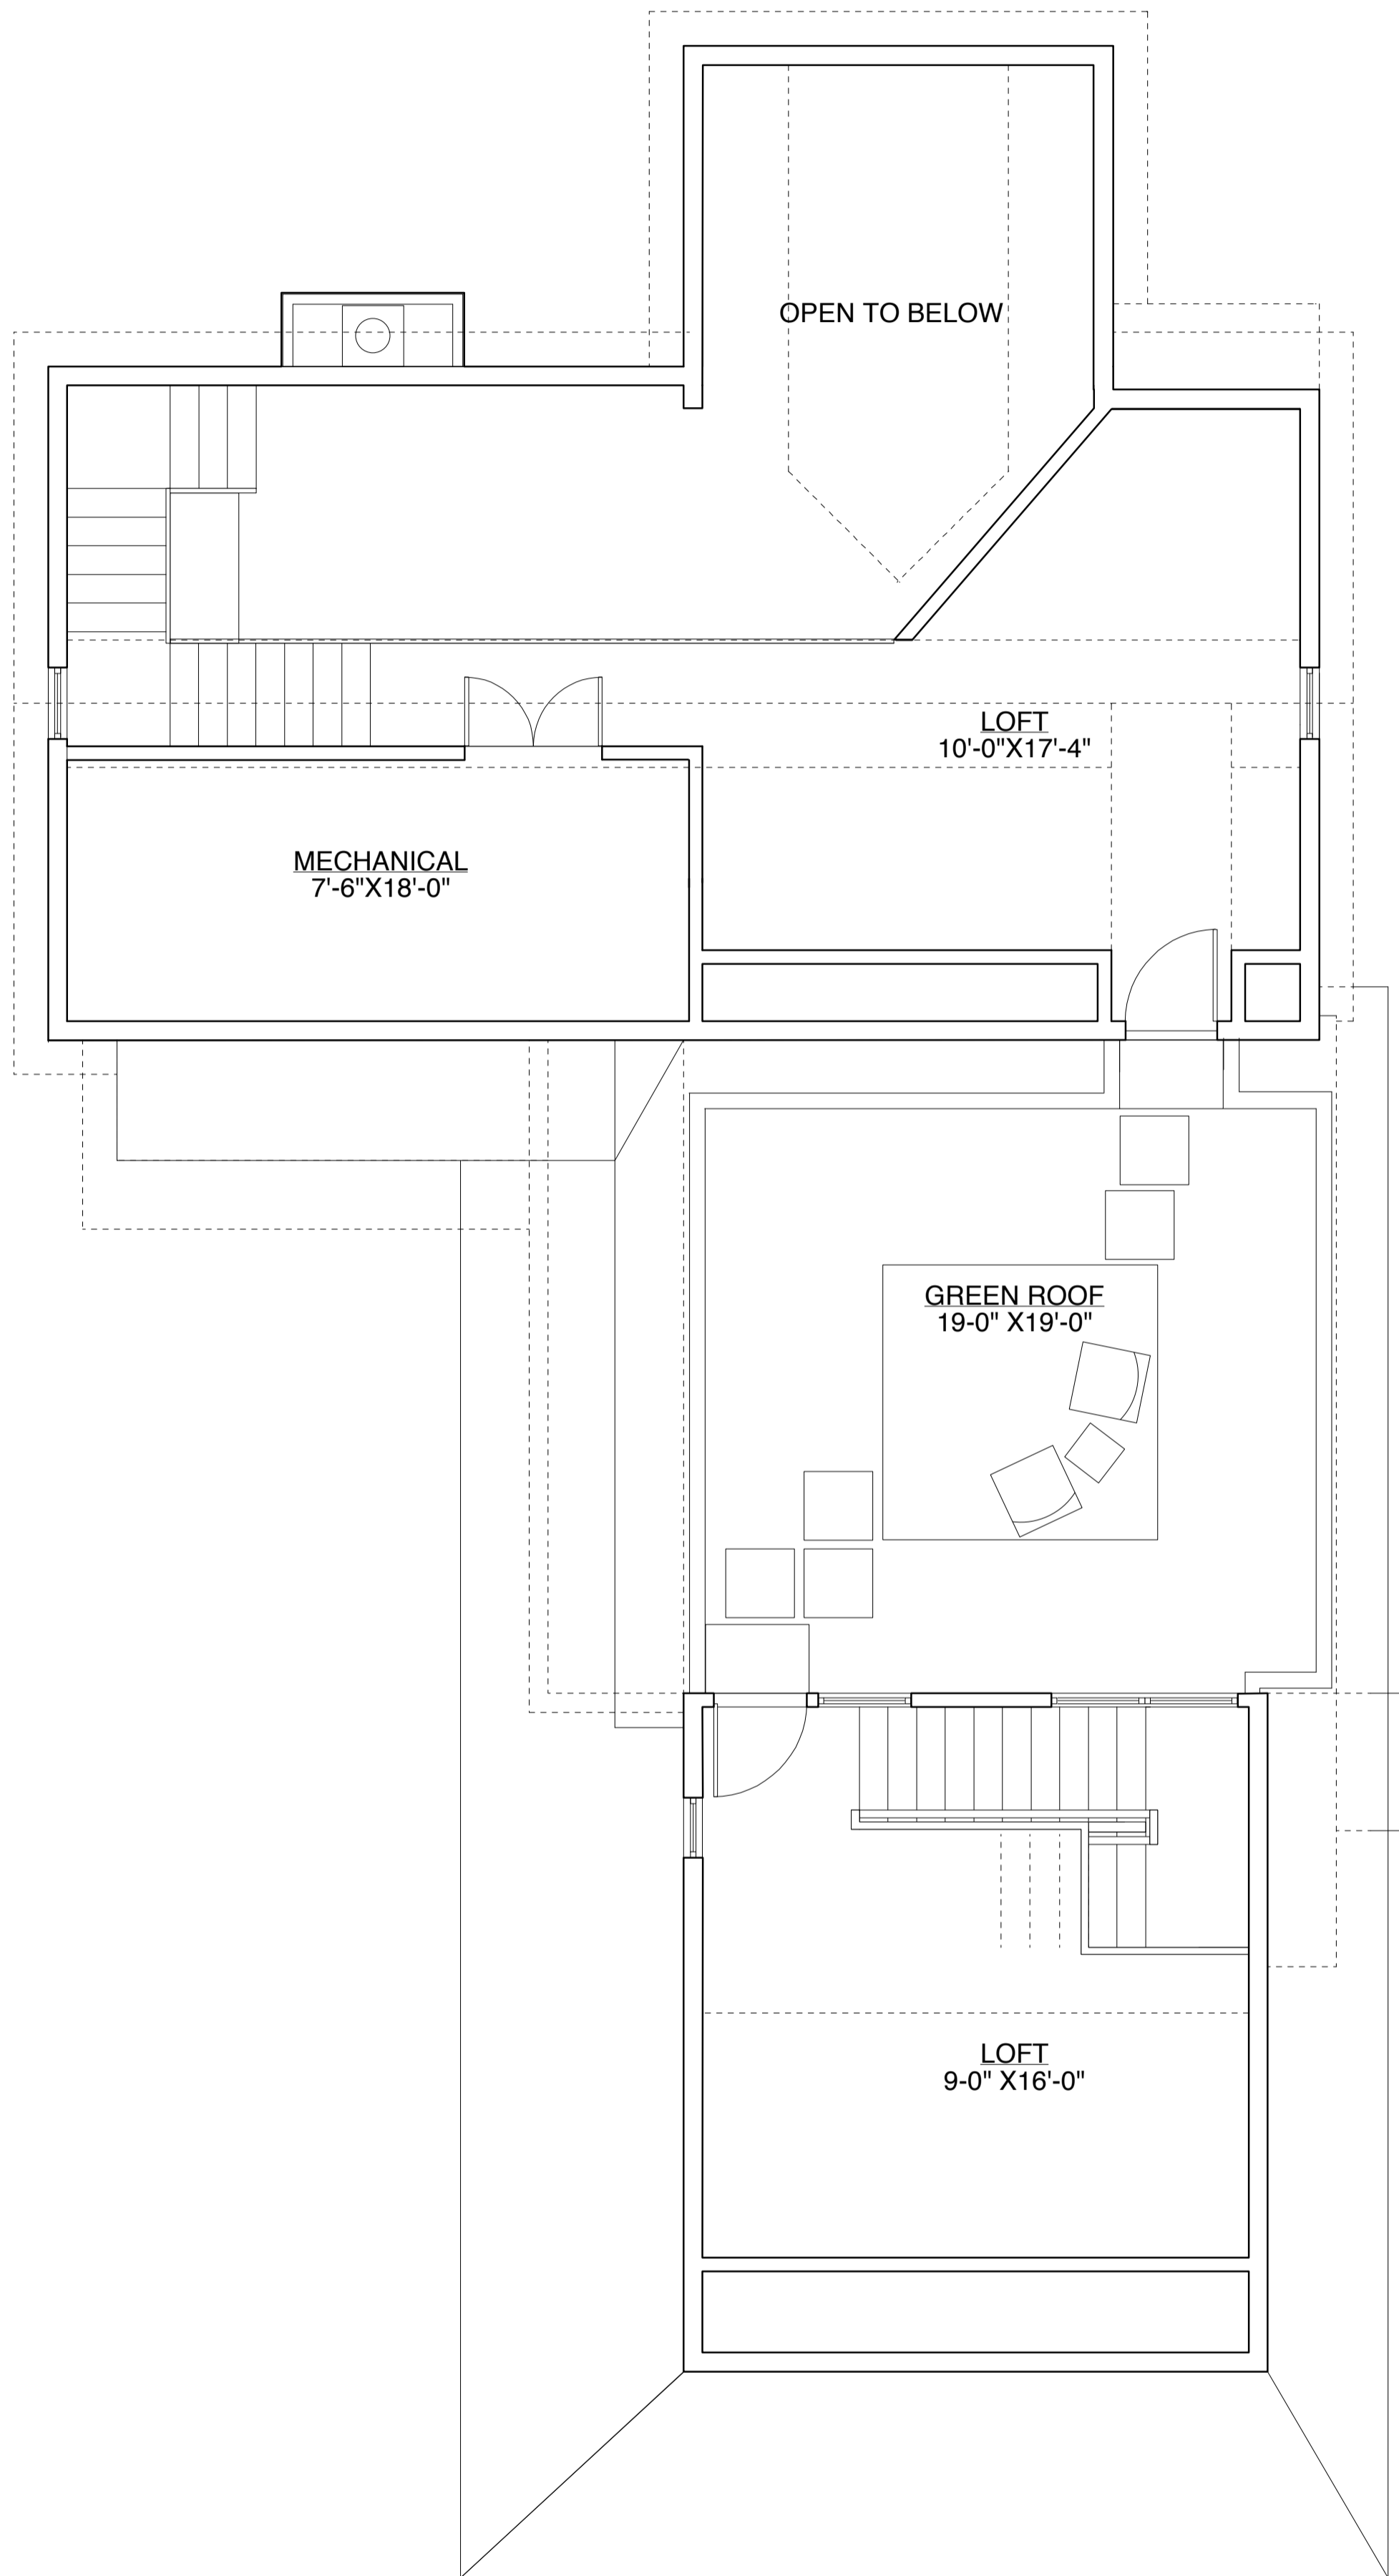 OPEN TO BELOW
LOFT
10'-0"X17'-4"
MECHANICAL
7'-6"X18'-0"
GREEN ROOF
19-0" X19'-0"
LOFT
9-0" X16'-0"